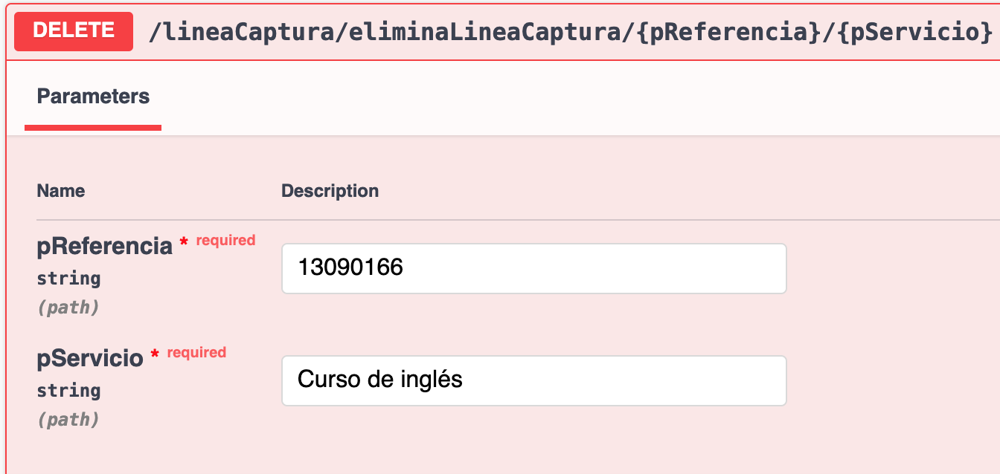 DELETE /lineaCaptura/eliminaLineaCaptura/{pReferencia}/{pServicio}
Parameters
Name Description
pReferencia * required
13090166
string
(path)
pServicio * required
Curso de inglés
string
(path)